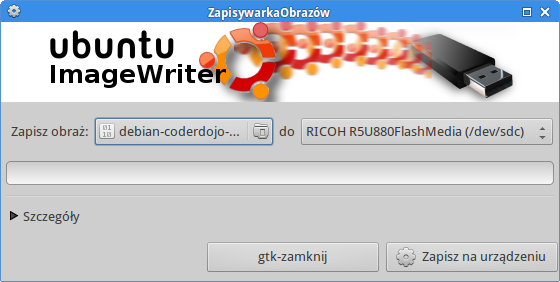 ZapisywarkaObrazów
ubuntu
ImageWriter
Zapisz obraz: debian-coderdojo-... do RICOH R5U880FlashMedia (/dev/sdc)
Szczegóły
gtk-zamknij Zapisz na urządzeniu